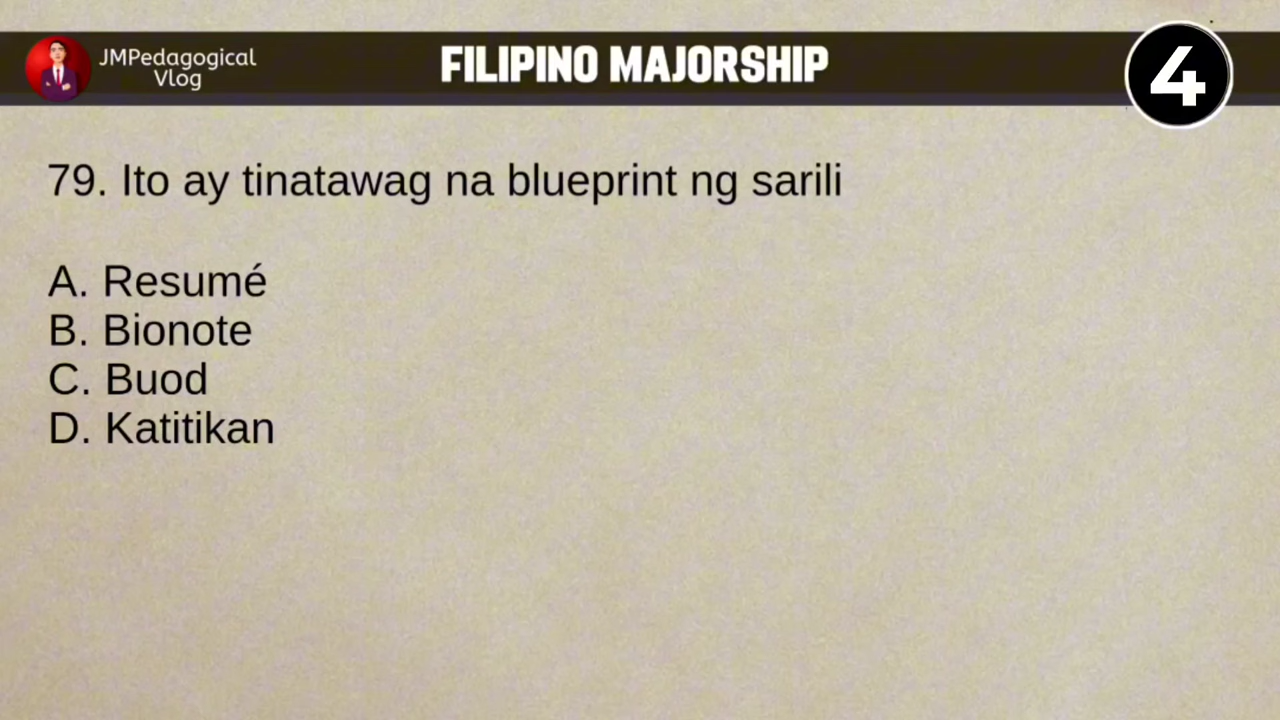 JMPedagogical
Vlog
FILIPINO MAJORSHIP
4
79. Ito ay tinatawag na blueprint ng sarili
A. Resumé
B. Bionote
C. Buod
D. Katitikan